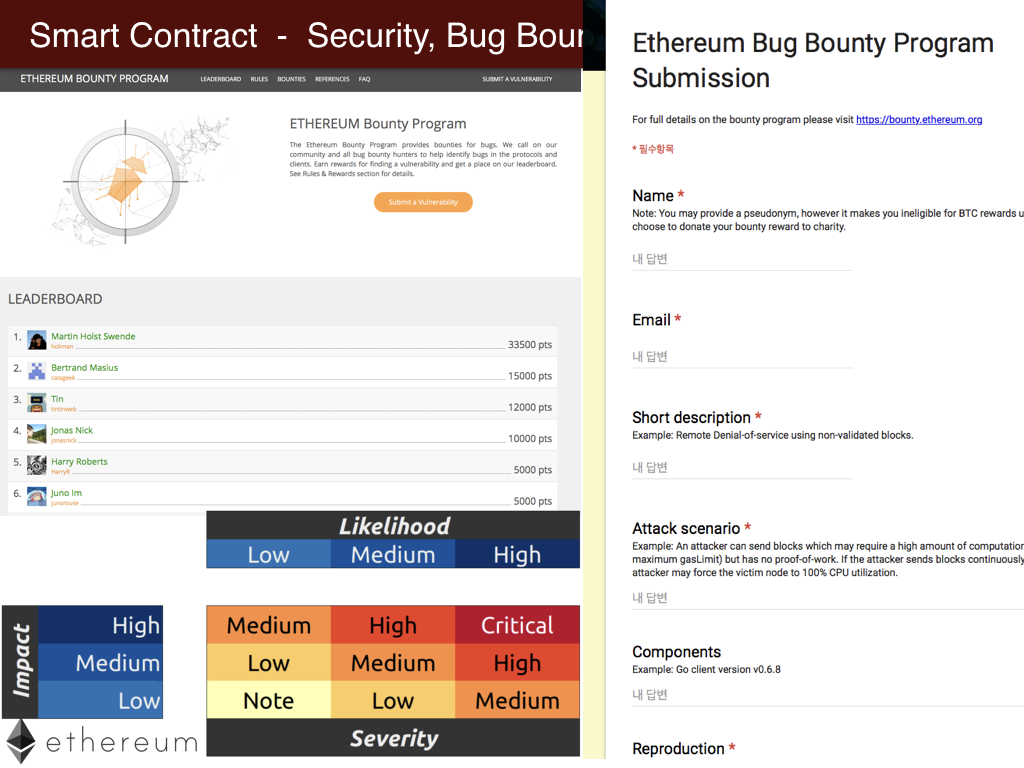 Smart Contract - Security, Bug Boun
ETHEREUM BOUNTY PROGRAM
LEADERBOARD RULES BOUNTIES REFERENCES FAQ
SUBMIT A VULNERABILITY
ETHEREUM Bounty Program
The Ethereum Bounty Program provides bounties for bugs. We call on our
community and all bug bounty hunters to help identify bugs in the protocols and
clients. Earn rewards for finding a vulnerability and get a place on our leaderboard.
See Rules & Rewards section for details.
Submit a Vulnerability
LEADERBOARD
1. Martin Holst Swende
holiman 33500 pts
2. Bertrand Masius
catageek 15000 pts
3. Tin
tintinweb 12000 pts
4. Jonas Nick
jonasnick 10000 pts
5. Harry Roberts
HarryR 5000 pts
6. Juno Im
junorouse 5000 pts
Likelihood
Low Medium High
Impact
High
Medium
Low
Medium High Critical
Low Medium High
Note Low Medium
Severity
ethereum
Ethereum Bug Bounty Program
Submission
For full details on the bounty program please visit https://bounty.ethereum.org
* 필수항목
Name *
Note: You may provide a pseudonym, however it makes you ineligible for BTC rewards u
choose to donate your bounty reward to charity.
내 답변
Email *
내 답변
Short description *
Example: Remote Denial-of-service using non-validated blocks.
내 답변
Attack scenario *
Example: An attacker can send blocks which may require a high amount of computation
maximum gasLimit) but has no proof-of-work. If the attacker sends blocks continuously
attacker may force the victim node to 100% CPU utilization.
내 답변
Components
Example: Go client version v0.6.8
내 답변
Reproduction *